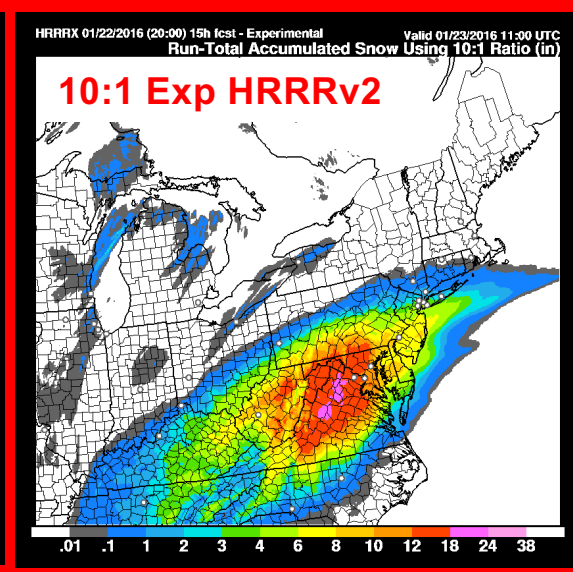 HRRRX 01/22/2016 (20:00) 15h fcst - Experimental Valid 01/23/2016 11:00 UTC
Run-Total Accumulated Snow Using 10:1 Ratio (in)
10:1 Exp HRRRv2
.01 .1 1 2 3 4 6 8 10 12 18 24 38